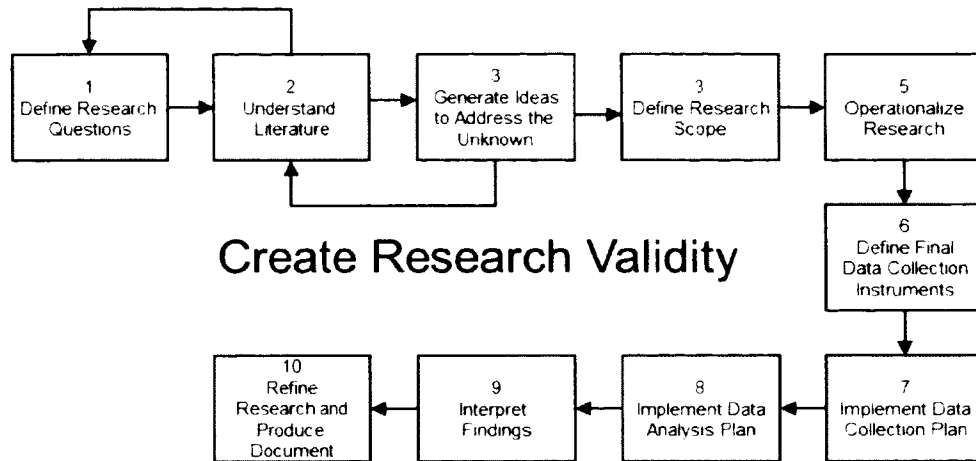 1
Define Research
Questions
2
Understand
Literature
3
Generate Ideas
to Address the
Unknown
3
Define Research
Scope
5
Operationalize
Research
6
Define Final
Data Collection
Instruments
Create Research Validity
10
Refine
Research and
Produce
Document
9
Interpret
Findings
8
Implement Data
Analysis Plan
7
Implement Data
Collection Plan